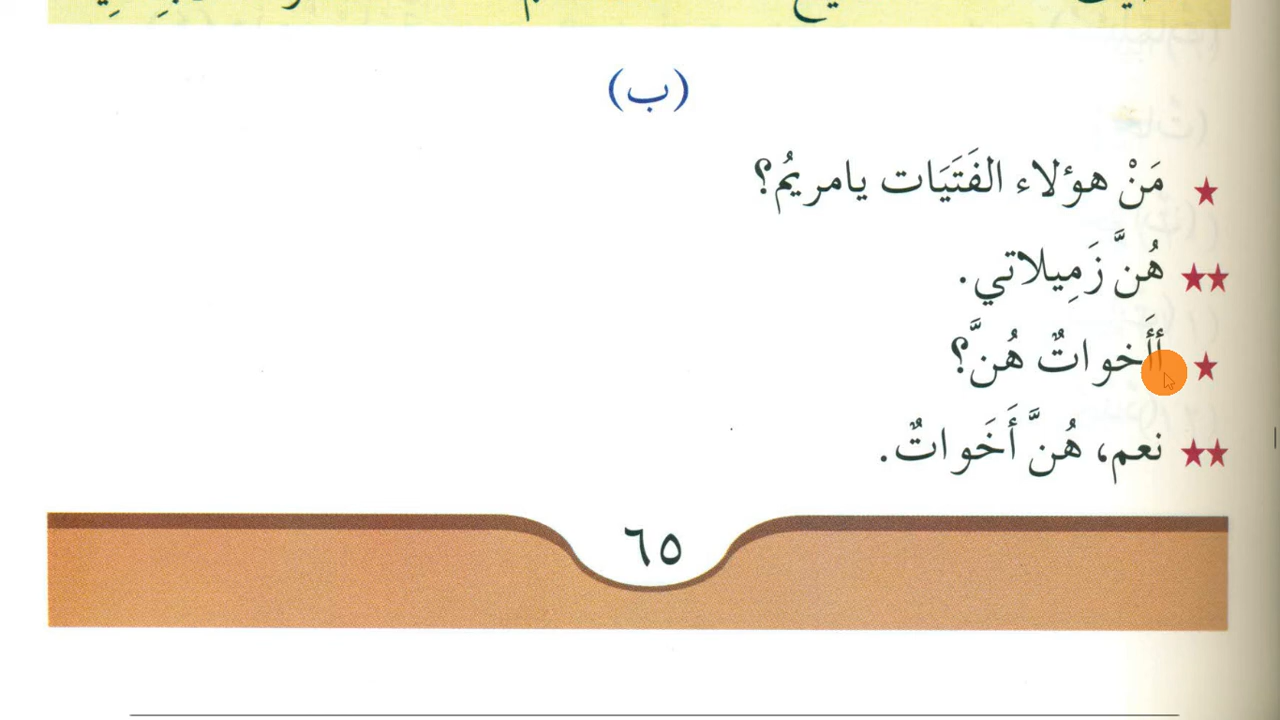 (ب)
مَنْ هؤلاء الفَتَيَات يامريمُ؟
هُنَّ زَمِيلاتي.
أَأَخواتٌ هُنَّ؟
نعم، هُنَّ أَخَواتٌ.
٦٥